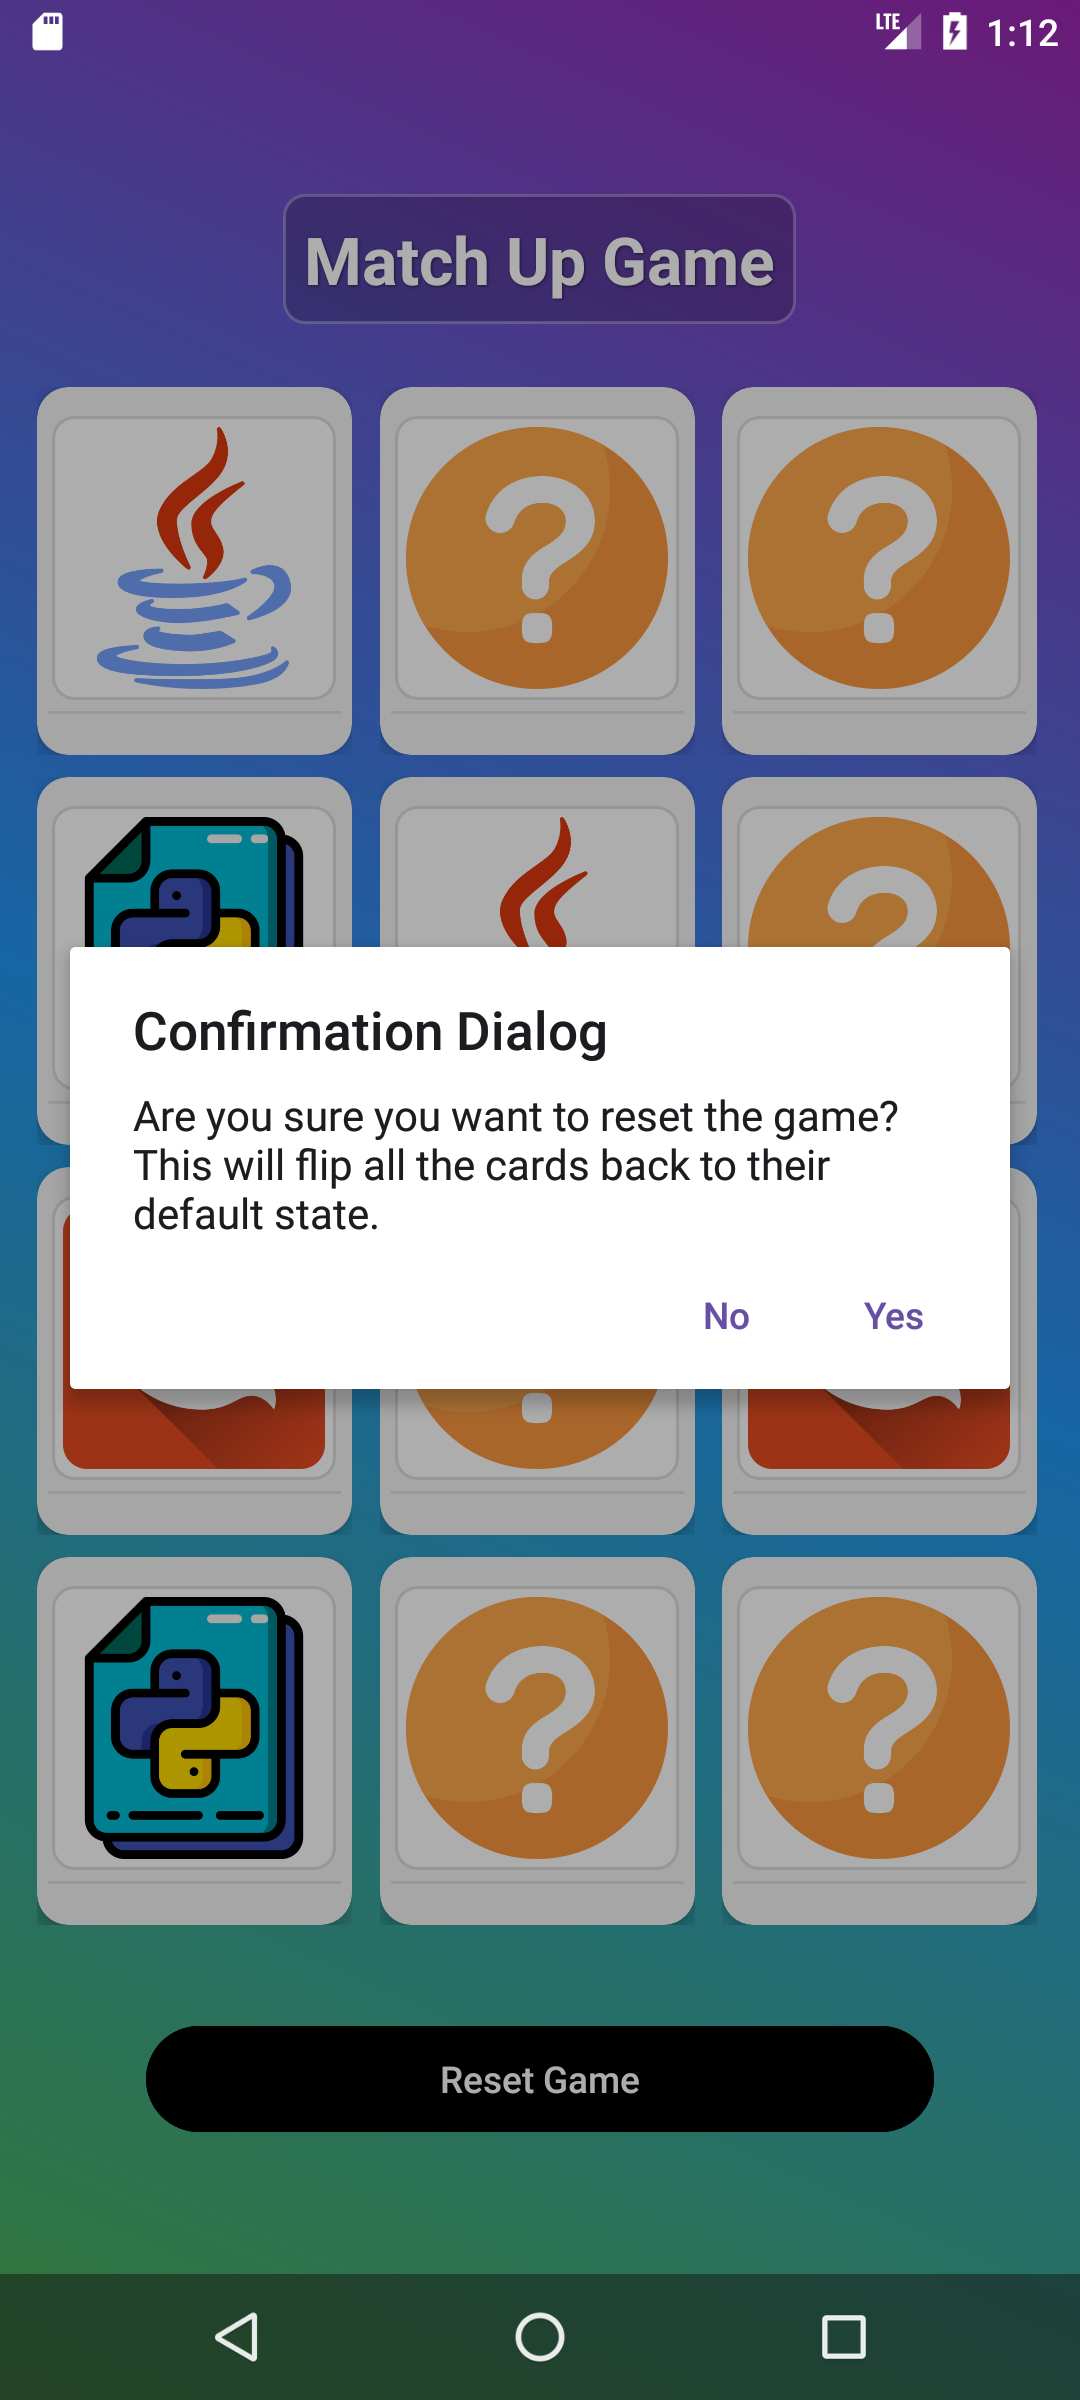 LTE 1:12
Match Up Game
Confirmation Dialog
Are you sure you want to reset the game?
This will flip all the cards back to their
default state.
No Yes
Reset Game